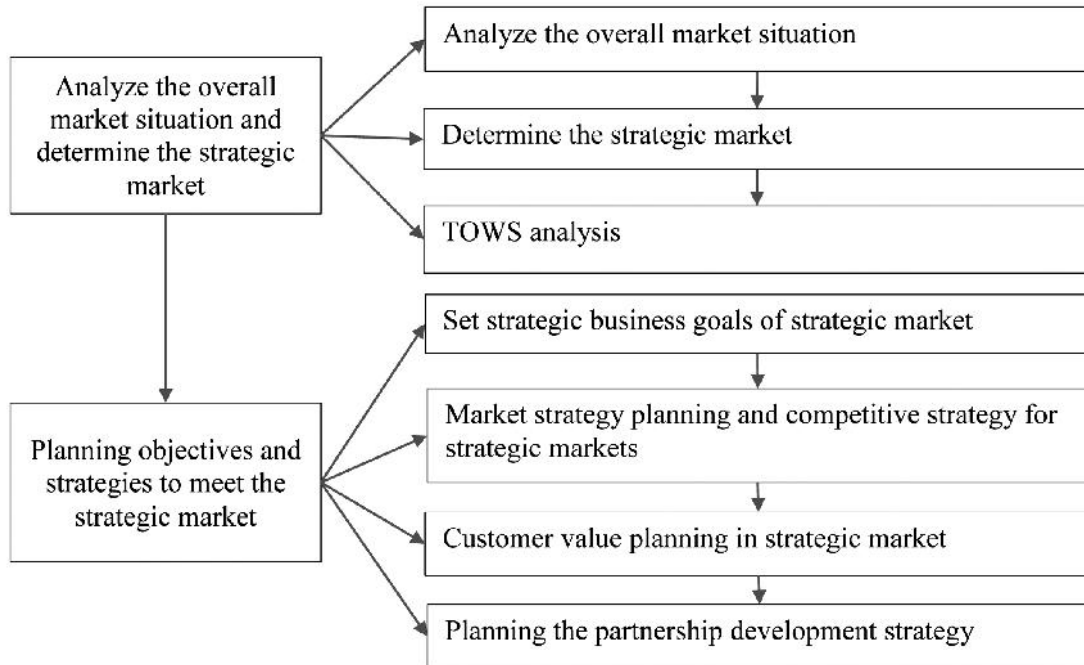 Analyze the overall
market situation and
determine the strategic
market
Analyze the overall market situation
Determine the strategic market
TOWS analysis
Planning objectives and
strategies to meet the
strategic market
Set strategic business goals of strategic market
Market strategy planning and competitive strategy for
strategic markets
Customer value planning in strategic market
Planning the partnership development strategy